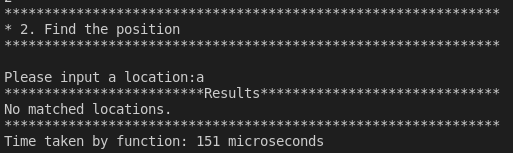 **************************************************************
* 2. Find the position
**************************************************************
Please input a location:a
*************************Results******************************
No matched locations.
**************************************************************
Time taken by function: 151 microseconds